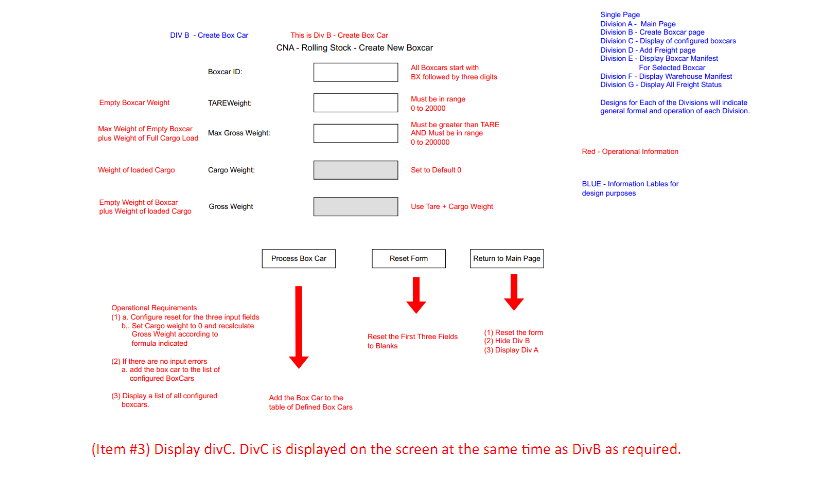 DIV B  - Create Box Car
This is Div B - Create Box Car
CNA - Rolling Stock - Create New Boxcar
Single Page
Division A -  Main Page
Division B - Create Boxcar page
Division C - Display of configured boxcars
Division D - Add Freight page
Division E - Display Boxcar Manifest
For Selected Boxcar
Division F - Display Warehouse Manifest
Division G - Display All Freight Status
Designs for Each of the Divisions will indicate
general formal and operation of each Division.
Red - Operational Information
BLUE - Information Lables for
design purposes
Boxcar ID:
All Boxcars start with
BX followed by three digits.
Empty Boxcar Weight
TAREWeight:
Must be in range
0 to 20000
Max Weight of Empty Boxcar
plus Weight of Full Cargo Load
Max Gross Weight:
Must be greater than TARE
AND Must be in range
0 to 200000
Weight of loaded Cargo
Cargo Weight:
Set to Default 0
Empty Weight of Boxcar
plus Weight of loaded Cargo
Gross Weight
Use Tare + Cargo Weight.
Process Box Car
Reset Form
Return to Main Page
Operational Requirements
(1) a. Configure reset for the three input fields
b,. Set Cargo weight to 0 and recalculate
Gross Weight according to
formula indicated
(2) If there are no input errors
a. add the box car to the list of
configured BoxCars
(3) Display a list of all configured
boxcars.
Add the Box Car to the
table of Defined Box Cars
Reset the First Three Fields
to Blanks
(1) Reset the form
(2) Hide Div B
(3) Display Div A
(Item #3) Display divC. DivC is displayed on the screen at the same time as DivB as required.